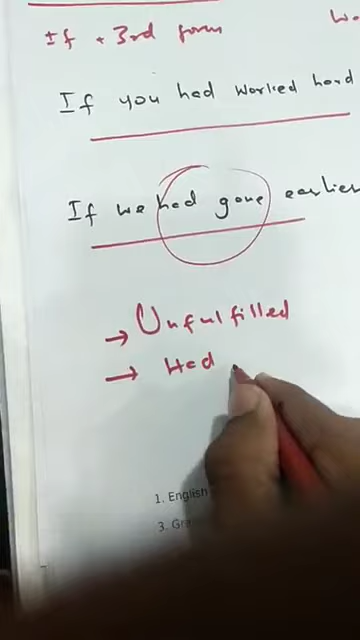 If + 3rd form
If you had worked hard
If we had gone earlier
→ Unfulfilled
→ Had
1. English
3. Gra